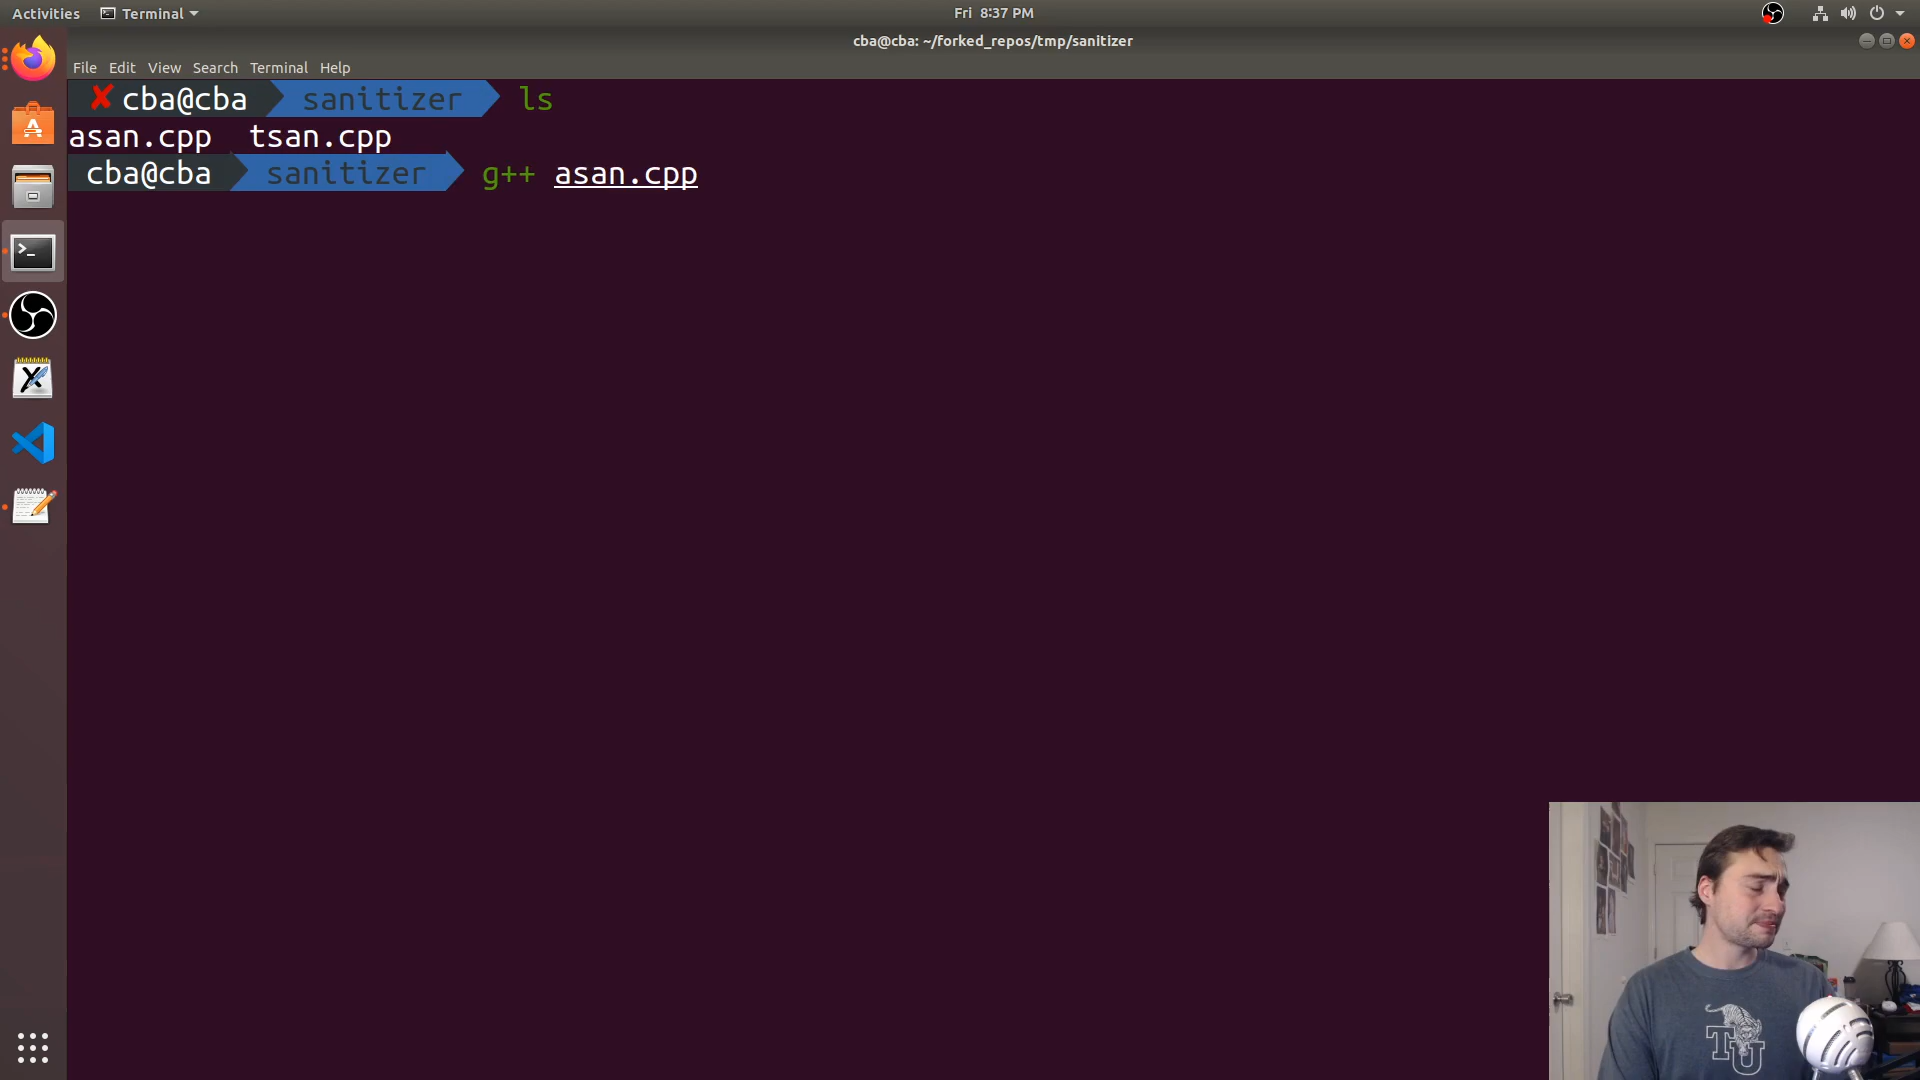 Activities Terminal Fri 8:37 PM
cba@cba: ~/forked_repos/tmp/sanitizer
File Edit View Search Terminal Help
✘ cba@cba sanitizer ls
asan.cpp tsan.cpp
cba@cba sanitizer g++ asan.cpp
TU